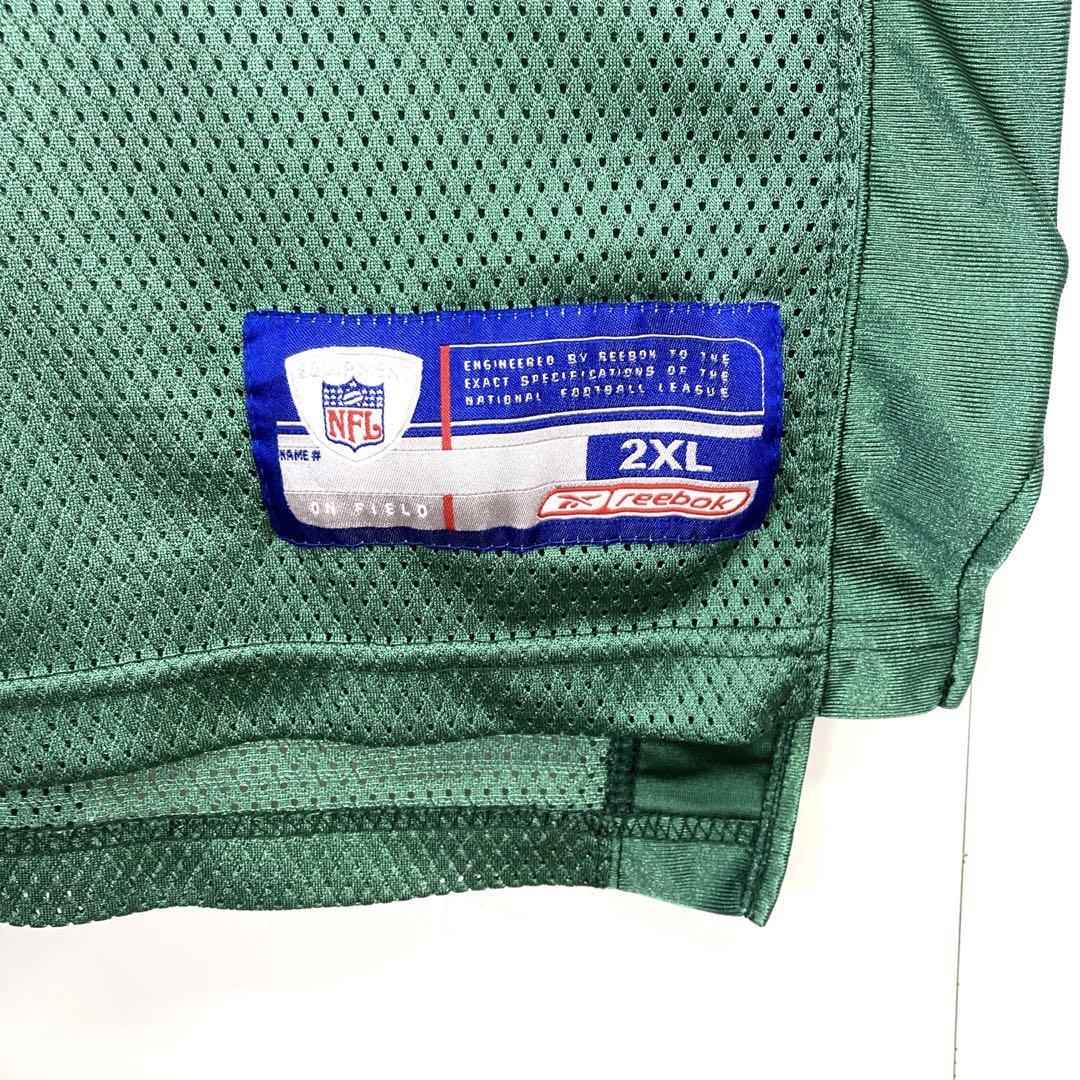 EQUIPMENT
NFL
ENGINEERED BY REEBOK TO THE
EXACT SPECIFICATIONS OF THE
NATIONAL FOOTBALL LEAGUE
NAME #
2XL
ON FIELD
Reebok